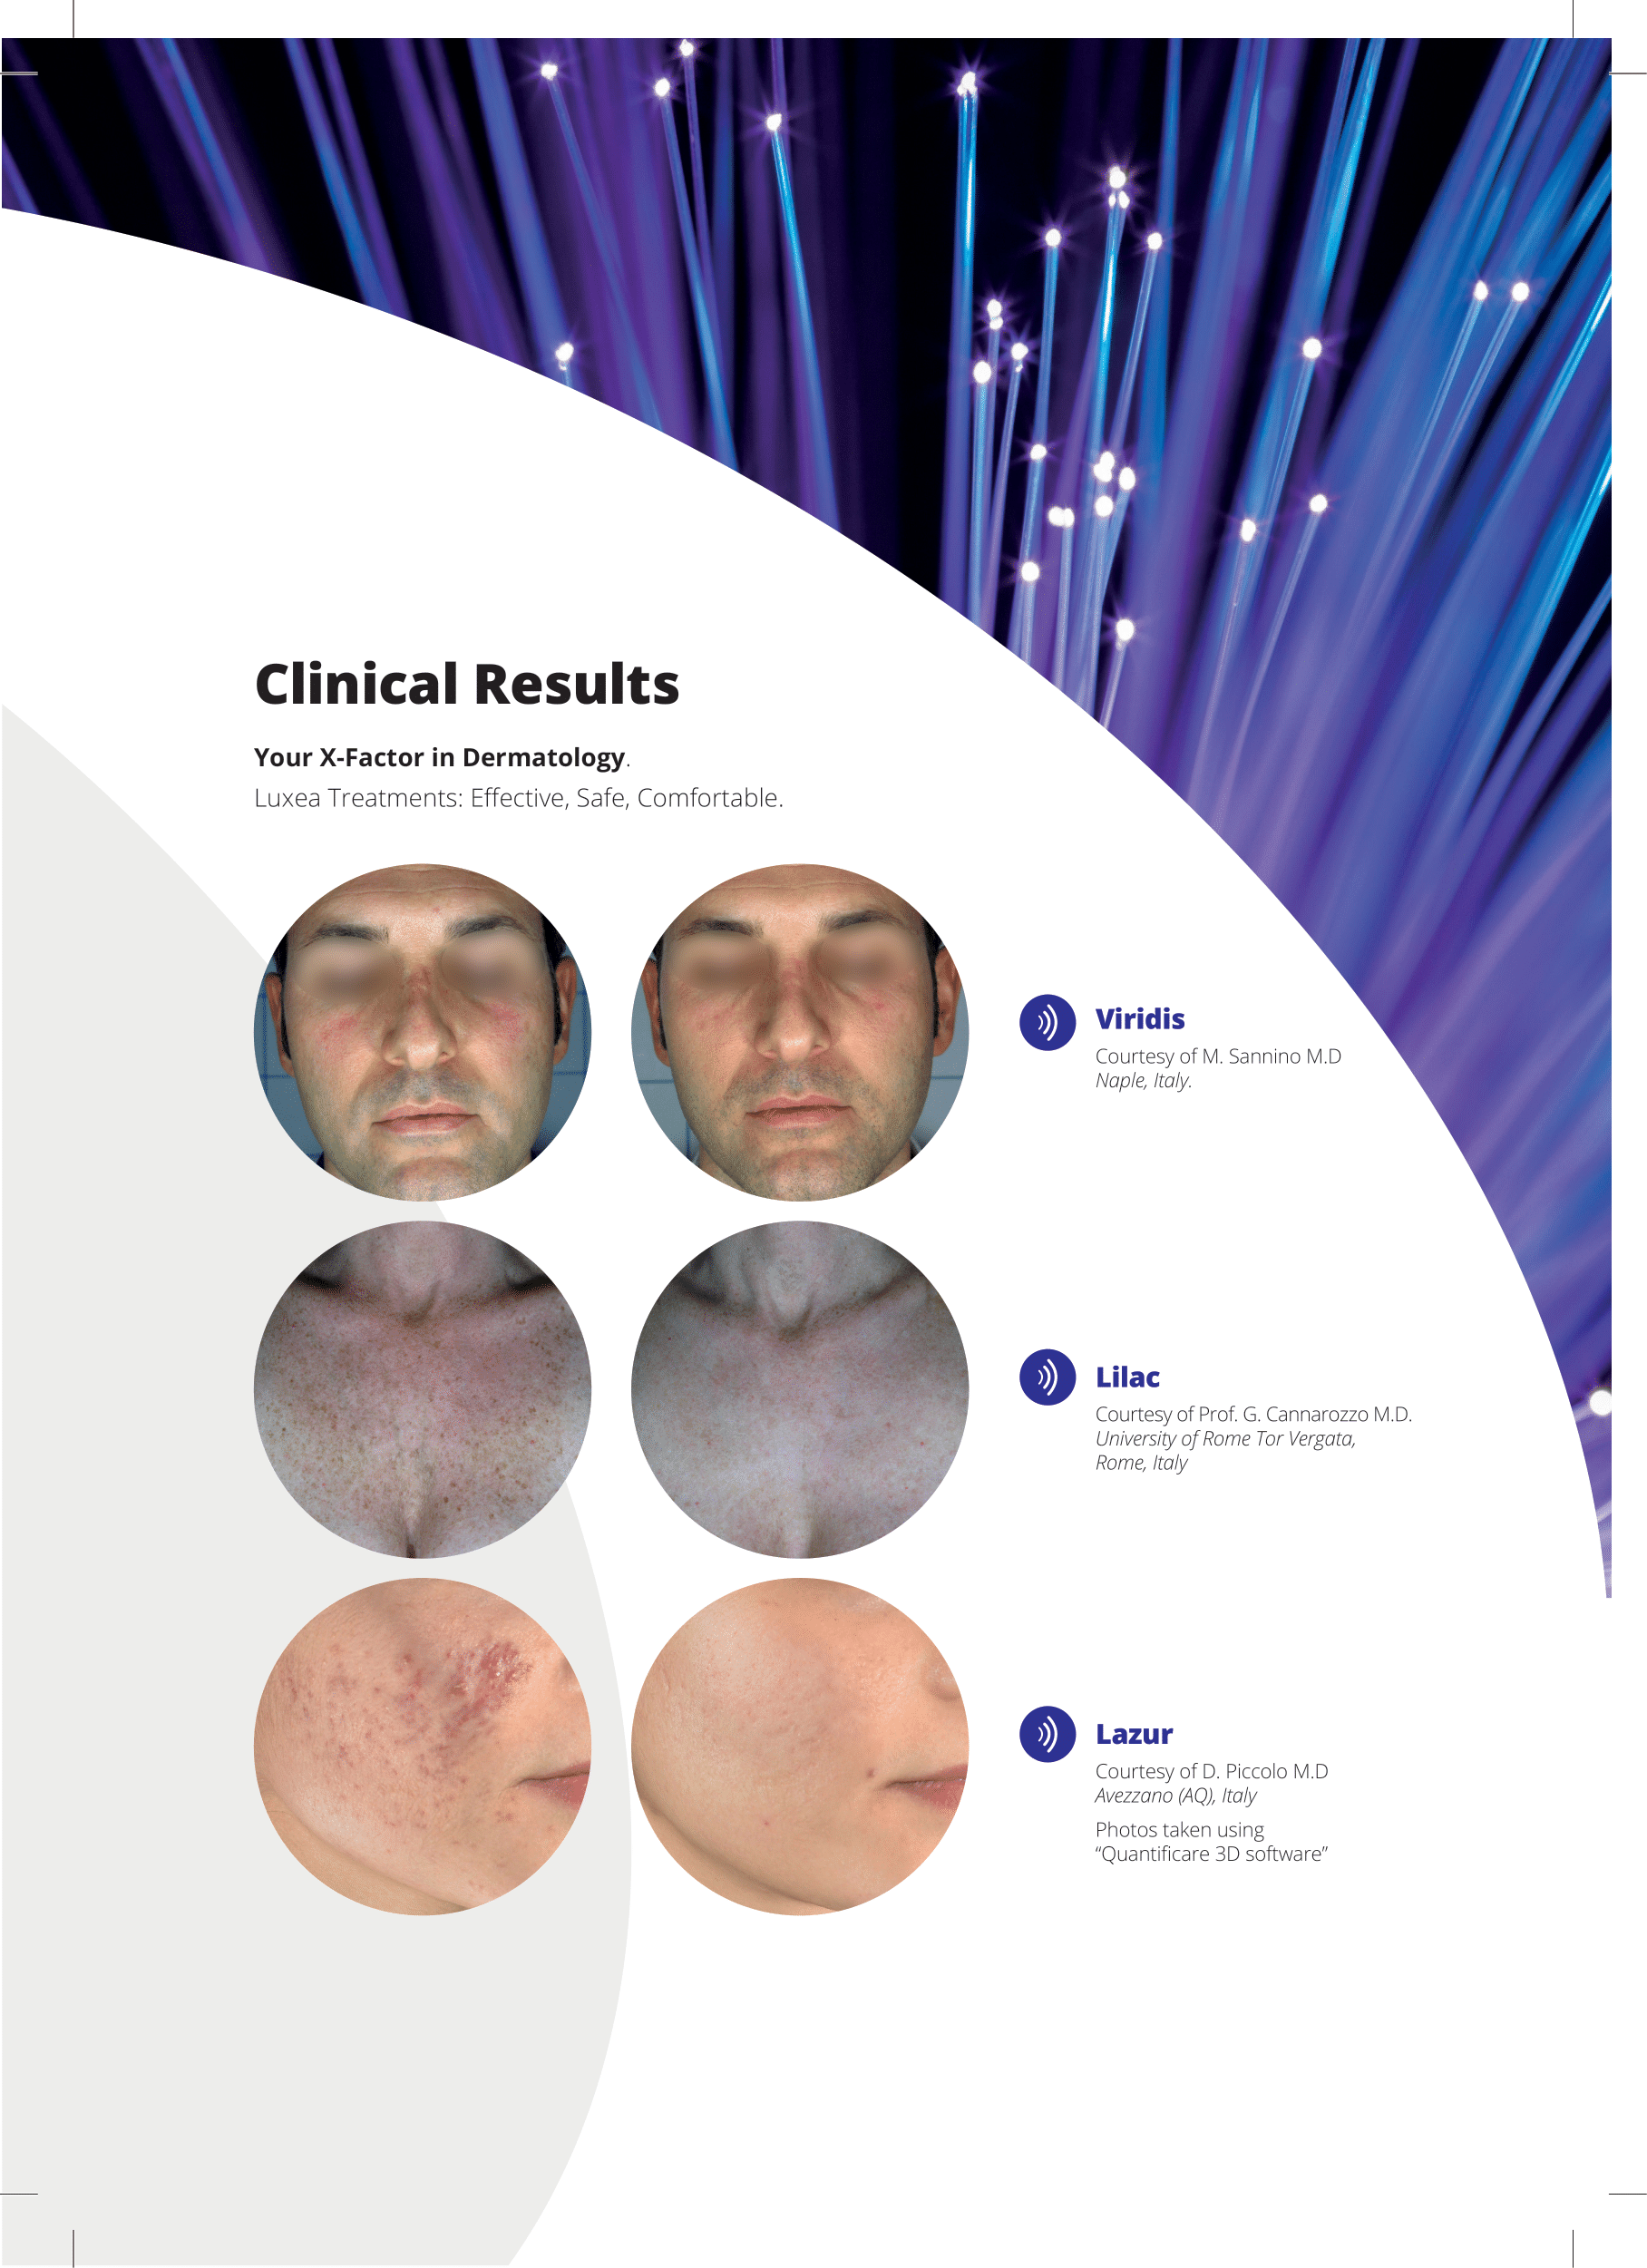 Clinical Results
Your X-Factor in Dermatology.
Luxea Treatments: Effective, Safe, Comfortable.
Viridis
Courtesy of M. Sannino M.D
Naple, Italy.
Lilac
Courtesy of Prof. G. Cannarozzo M.D.
University of Rome Tor Vergata,
Rome, Italy
Lazur
Courtesy of D. Piccolo M.D
Avezzano (AQ), Italy
Photos taken using
“Quantificare 3D software”